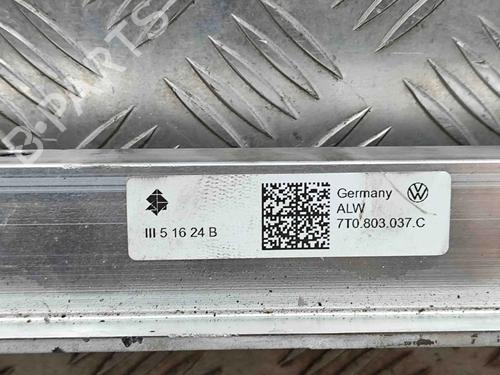 B-PARTS
III 5 16 24 B
Germany
ALW
7T0.803.037.C